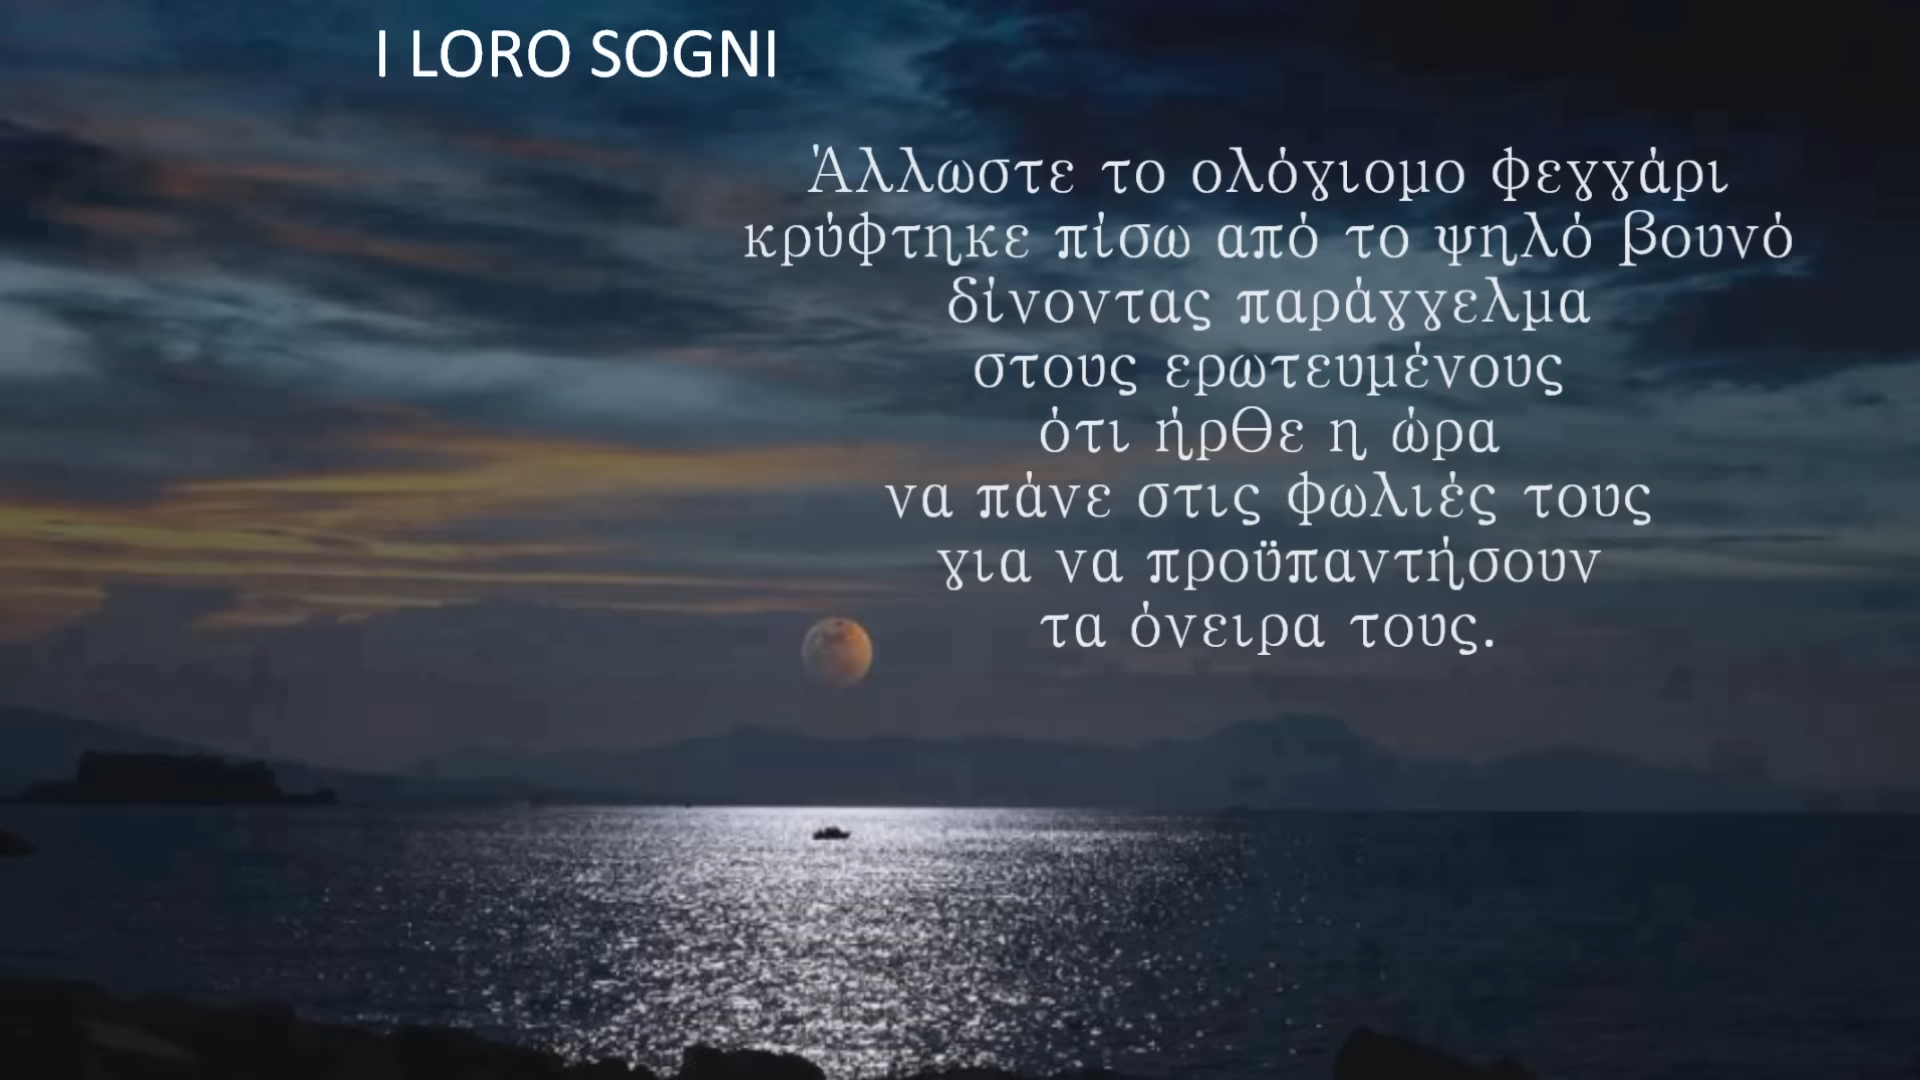 I LORO SOGNI
Άλλωστε το ολόγιομο φεγγάρι
κρύφτηκε πίσω από το ψηλό βουνό
δίνοντας παράγγελμα
στους ερωτευμένους
ότι ήρθε η ώρα
να πάνε στις φωλιές τους
για να προϋπαντήσουν
τα όνειρα τους.